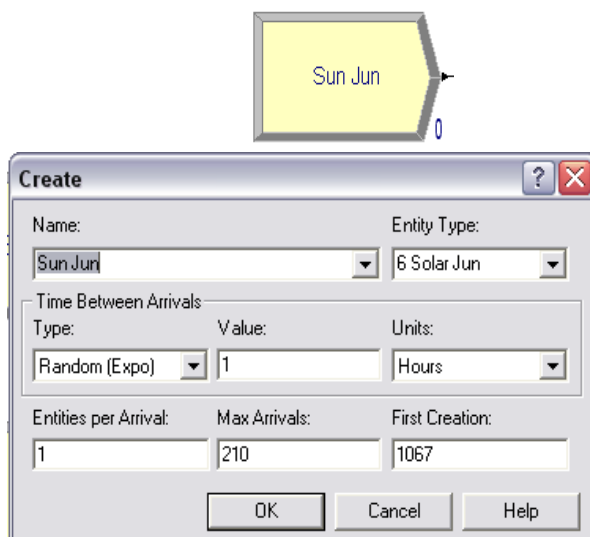 Sun Jun
0
Create
Name: Entity Type:
Sun Jun 6 Solar Jun
Time Between Arrivals
Type: Value: Units:
Random (Expo) 1 Hours
Entities per Arrival: Max Arrivals: First Creation:
1 210 1067
OK Cancel Help